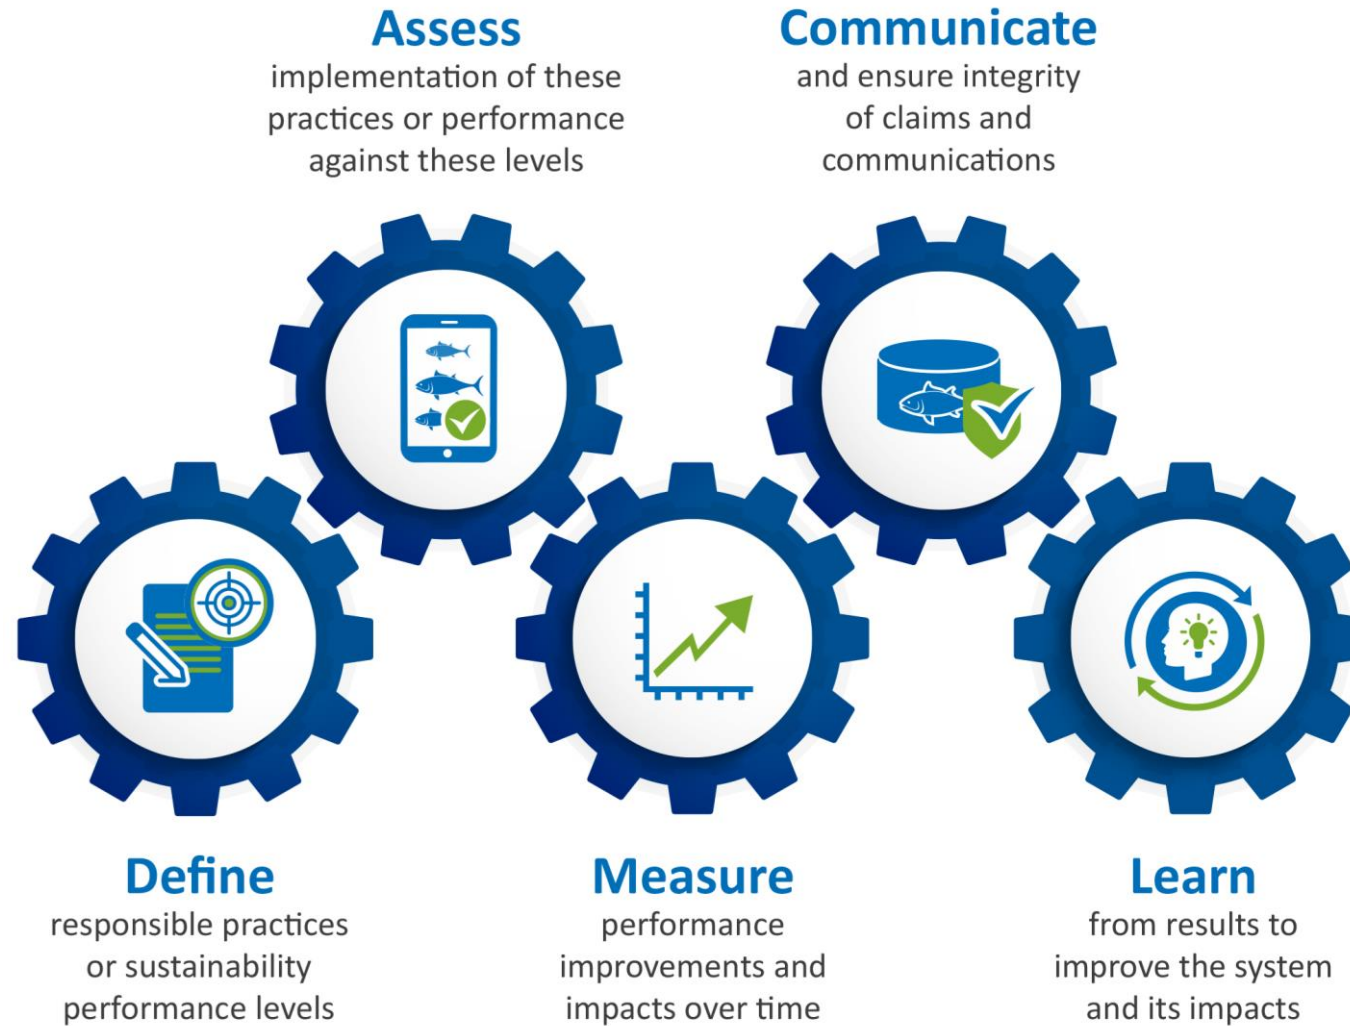 Assess
implementation of these
practices or performance
against these levels
Communicate
and ensure integrity
of claims and
communications
Define
responsible practices
or sustainability
performance levels
Measure
performance
improvements and
impacts over time
Learn
from results to
improve the system
and its impacts